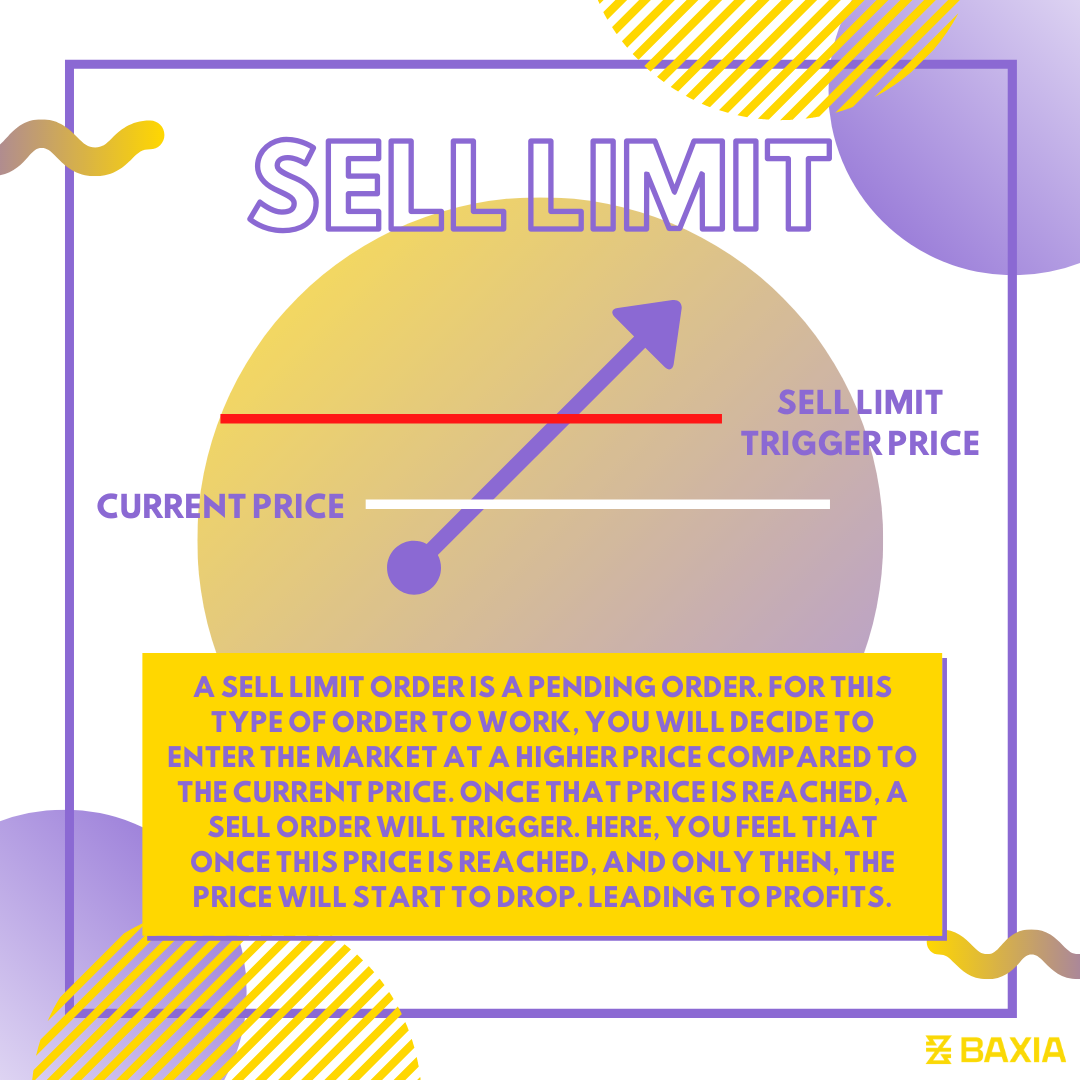 SELL LIMIT
SELL LIMIT
TRIGGER PRICE
CURRENT PRICE
A SELL LIMIT ORDER IS A PENDING ORDER. FOR THIS
TYPE OF ORDER TO WORK, YOU WILL DECIDE TO
ENTER THE MARKET AT A HIGHER PRICE COMPARED TO
THE CURRENT PRICE. ONCE THAT PRICE IS REACHED, A
SELL ORDER WILL TRIGGER. HERE, YOU FEEL THAT
ONCE THIS PRICE IS REACHED, AND ONLY THEN, THE
PRICE WILL START TO DROP. LEADING TO PROFITS.
BAXIA